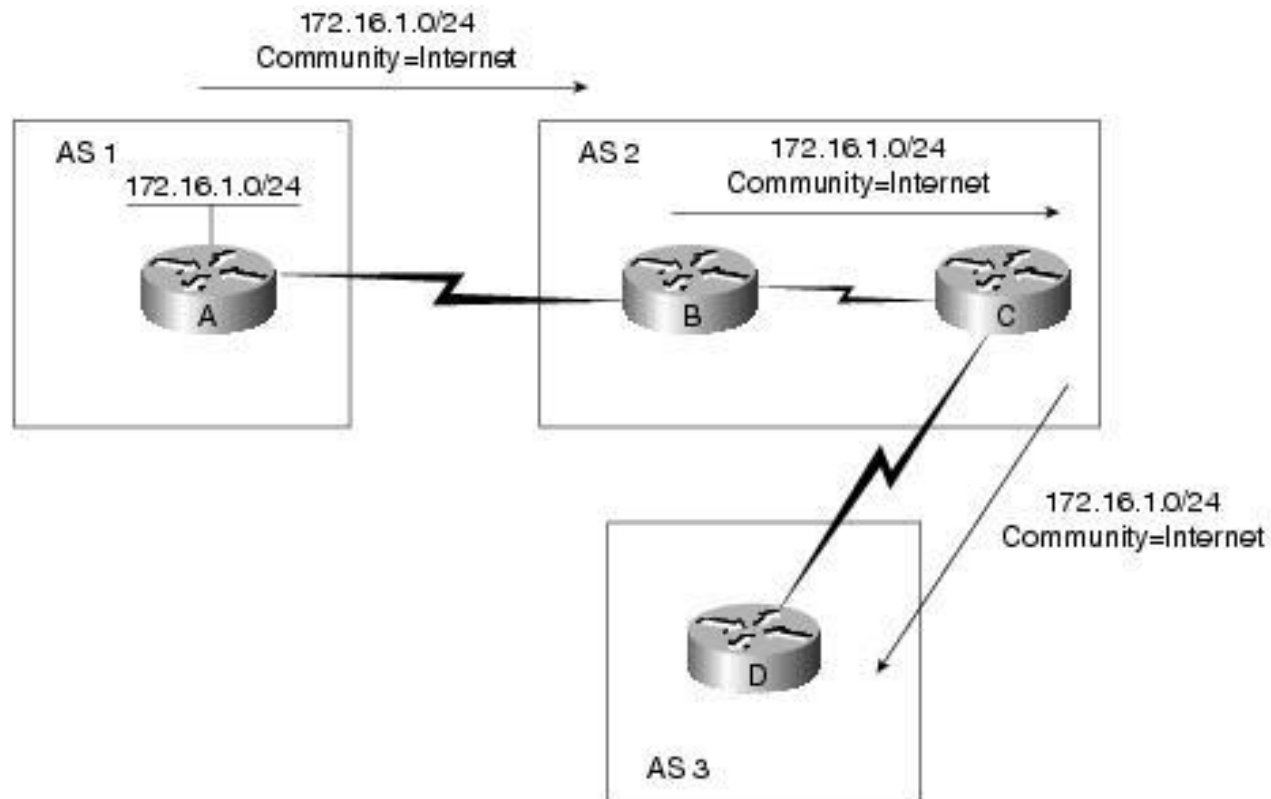 172.16.1.0/24
Community=Internet
AS 1
172.16.1.0/24
A
AS 2
172.16.1.0/24
Community=Internet
B
C
172.16.1.0/24
Community=Internet
D
AS 3